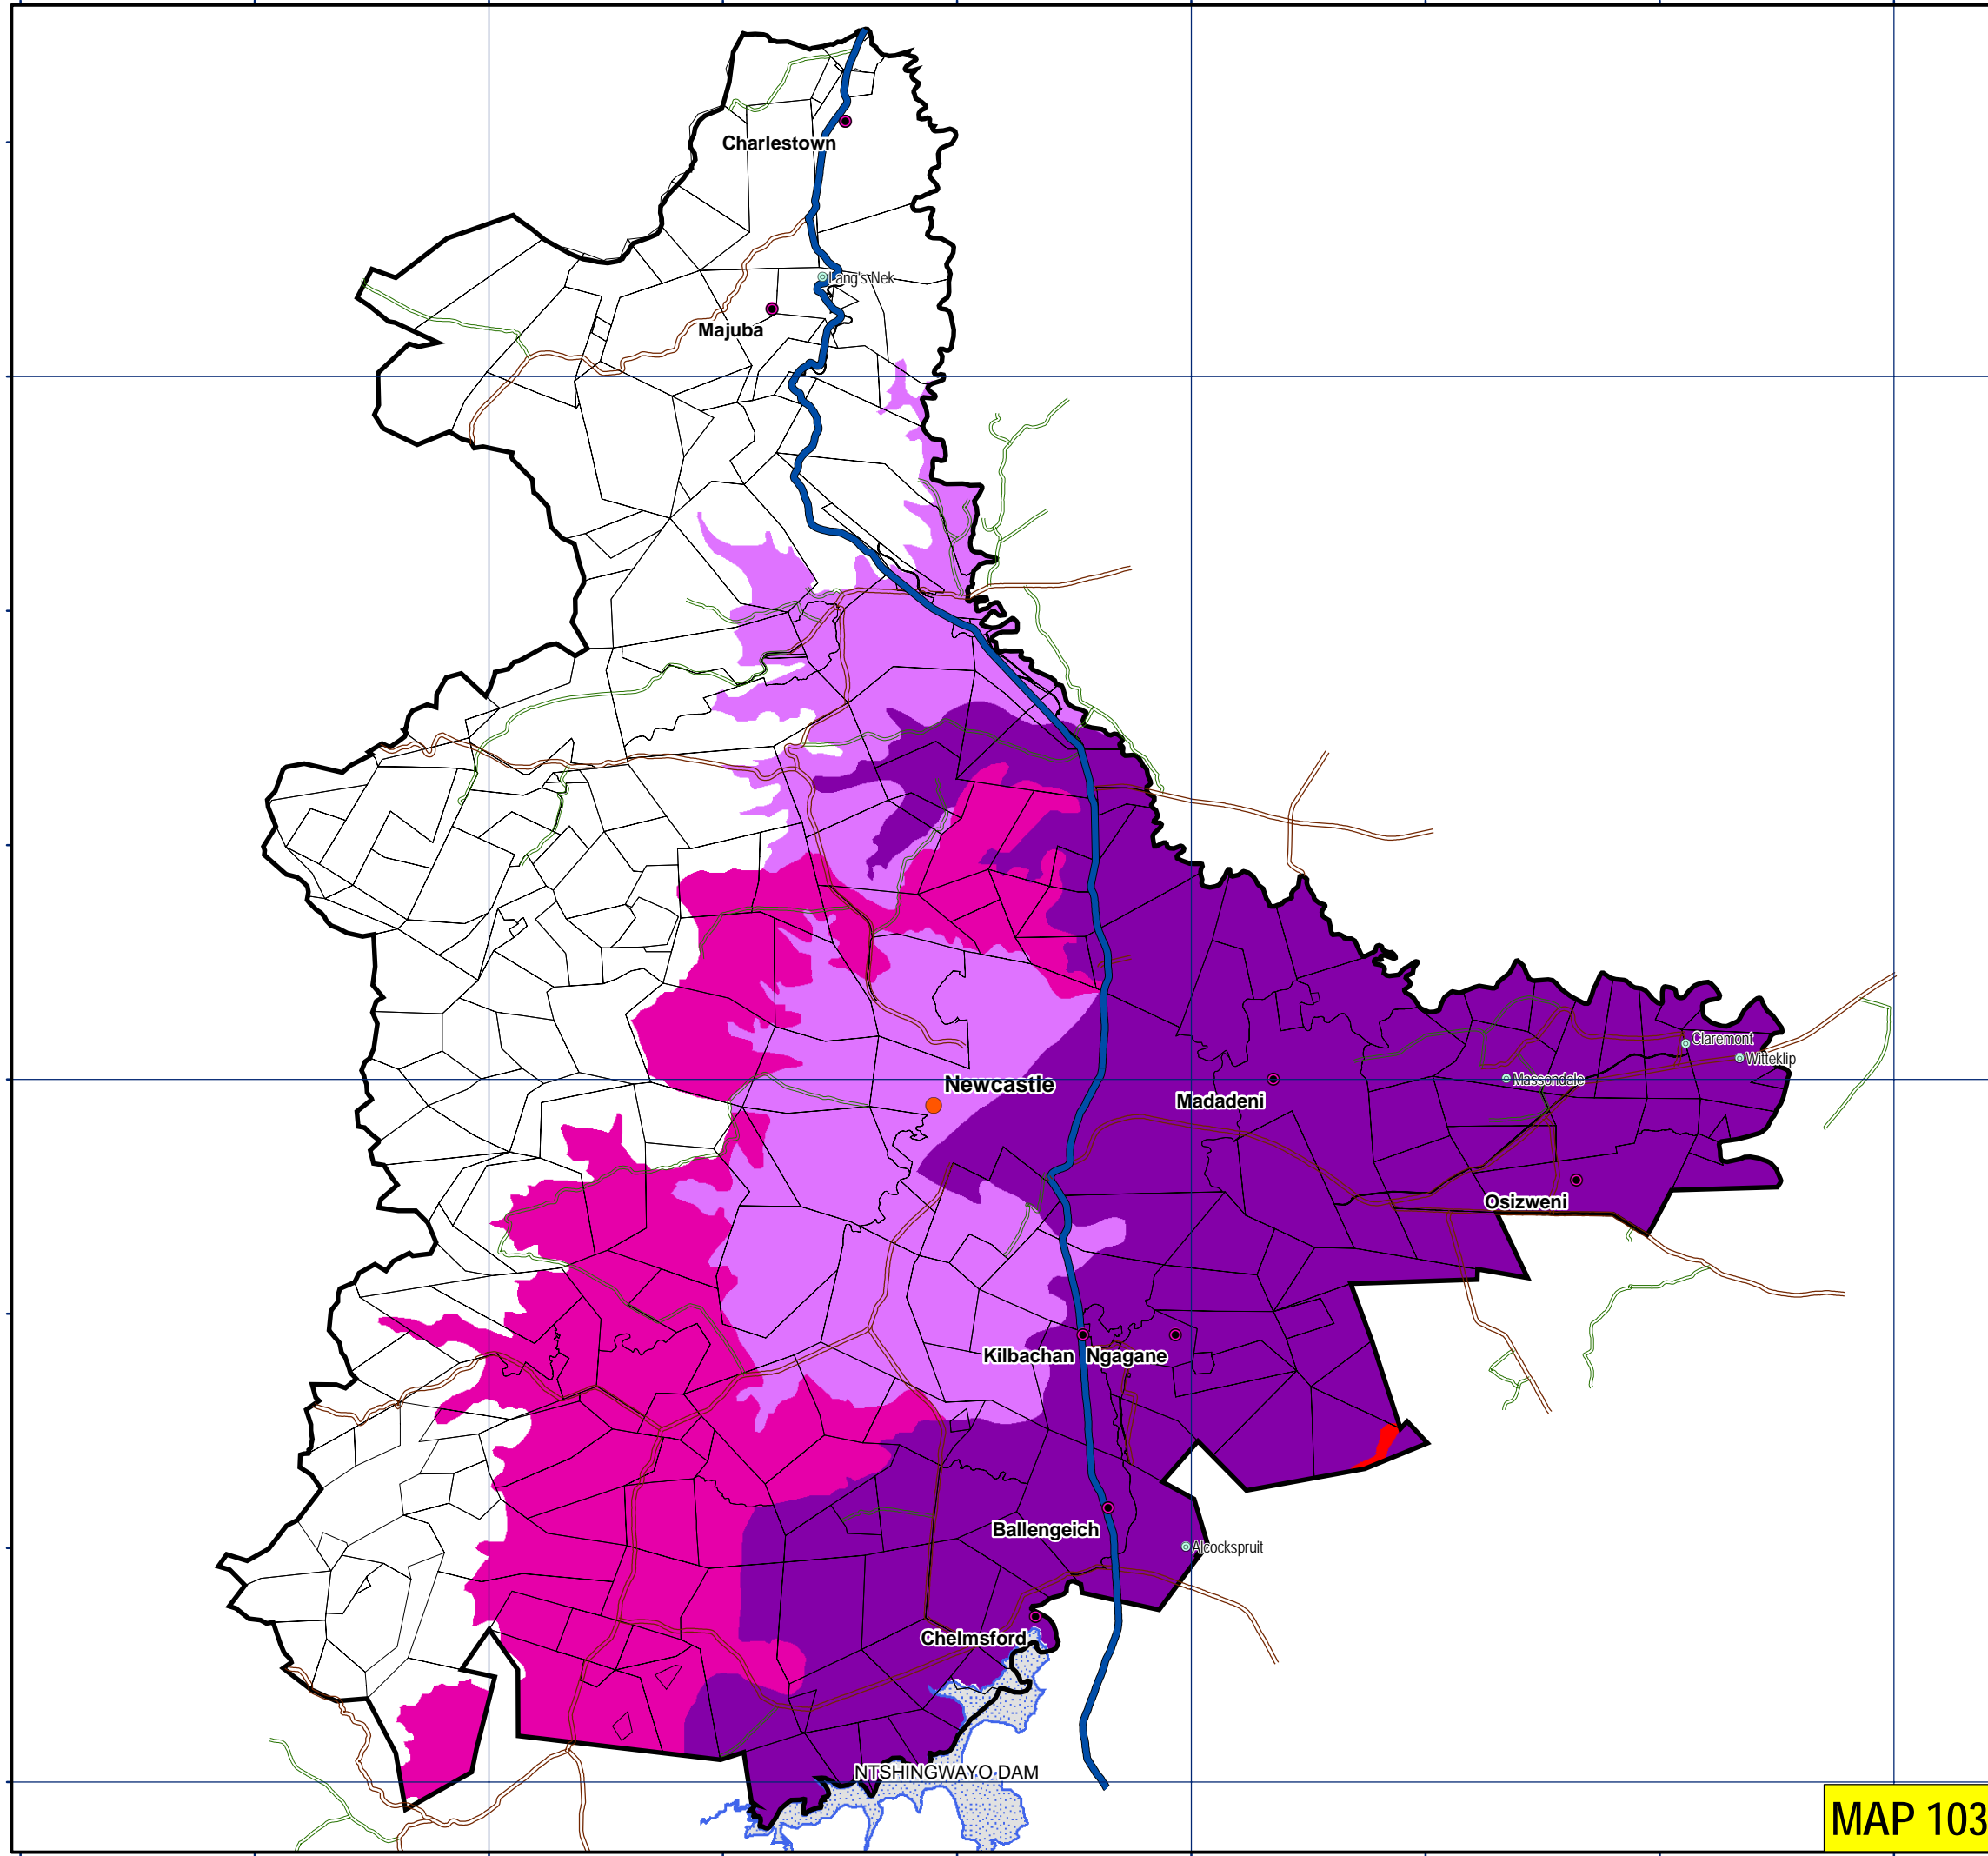 Charlestown
Lang's Nek
Majuba
Claremont
Witteklip
Massondale
Newcastle
Madadeni
Osizweni
Kilbachan
Ngagane
Ballengeich
Alcockspruit
Chelmsford
NTSHINGWAYO DAM
MAP 103